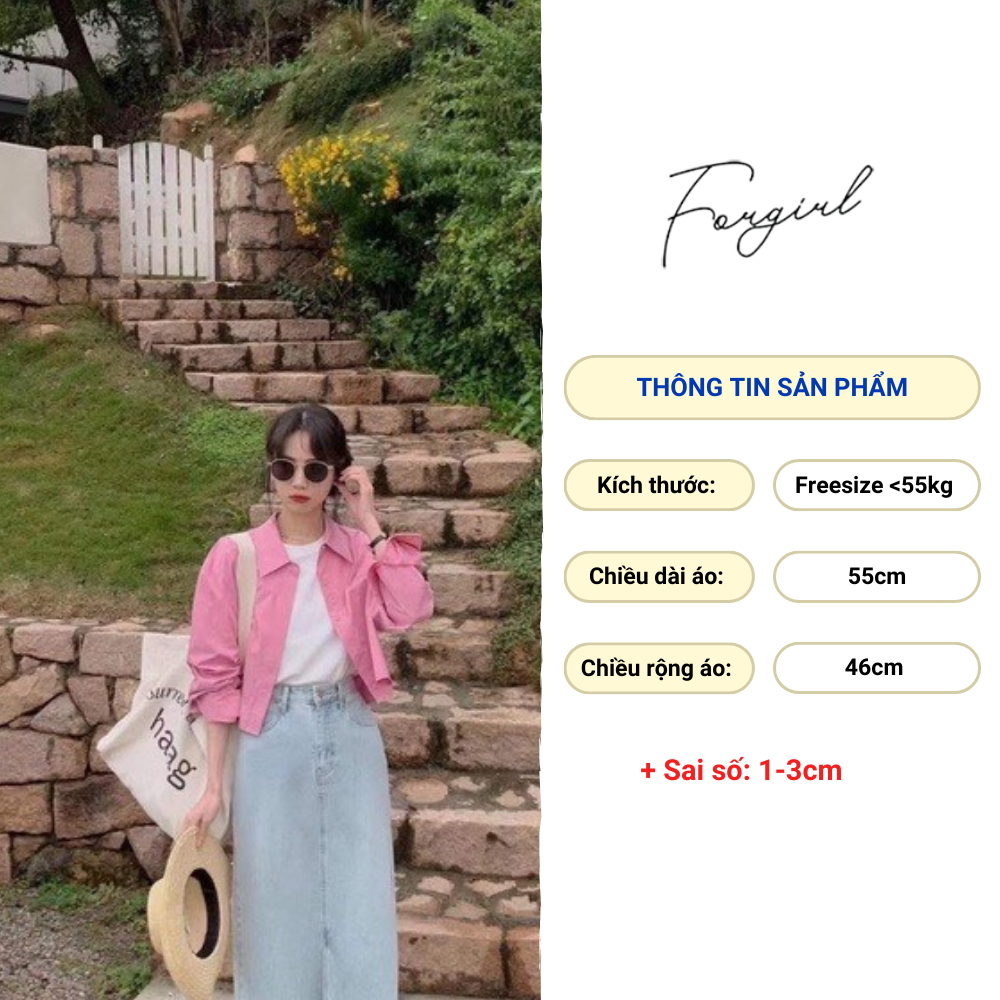 Forgirl
THÔNG TIN SẢN PHẨM
Kích thước: Freesize <55kg
Chiều dài áo: 55cm
Chiều rộng áo: 46cm
+ Sai số: 1-3cm
haag